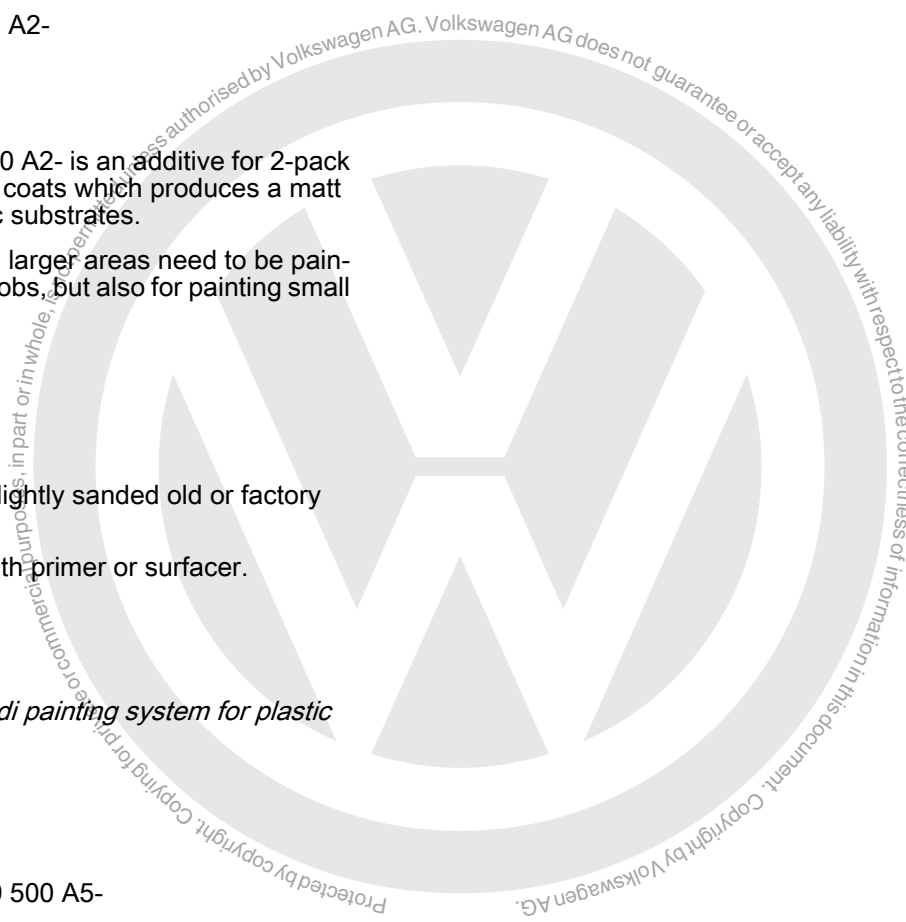 A2-
0 A2- is an additive for 2-pack
coats which produces a matt
c substrates.
larger areas need to be pain-
obs, but also for painting small
lightly sanded old or factory
th primer or surfacer.
di painting system for plastic
0 500 A5-
Protected by copyright. Copying for private or commercial purposes, in part or in whole, is not permitted unless authorised by Volkswagen AG. Volkswagen AG does not guarantee or accept any liability with respect to the correctness of information in this document. Copyright by Volkswagen AG.